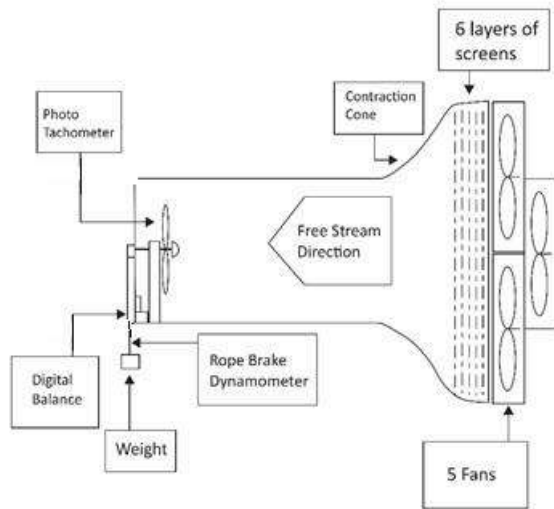 6 layers of
screens
Contraction
Cone
Photo
Tachometer
Free Stream
Direction
Digital
Balance
Rope Brake
Dynamometer
Weight
5 Fans